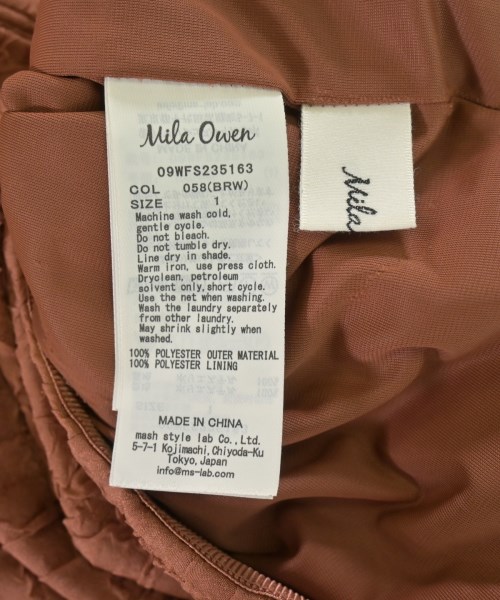 Mila Owen
09WFS235163
COL 058(BRW)
SIZE 1
Machine wash cold,
gentle cycle.
Do not bleach.
Do not tumble dry.
Line dry in shade.
Warm iron, use press cloth.
Dryclean, petroleum
solvent only,short cycle.
Use the net when washing.
Wash the laundry separately
from other laundry.
May shrink slightly when
washed.
100% POLYESTER OUTER MATERIAL
100% POLYESTER LINING
MADE IN CHINA
mash style lab Co., Ltd.
5-7-1 Kojimachi,Chiyoda-Ku
Tokyo,Japan
info@ms-lab.com
Mila